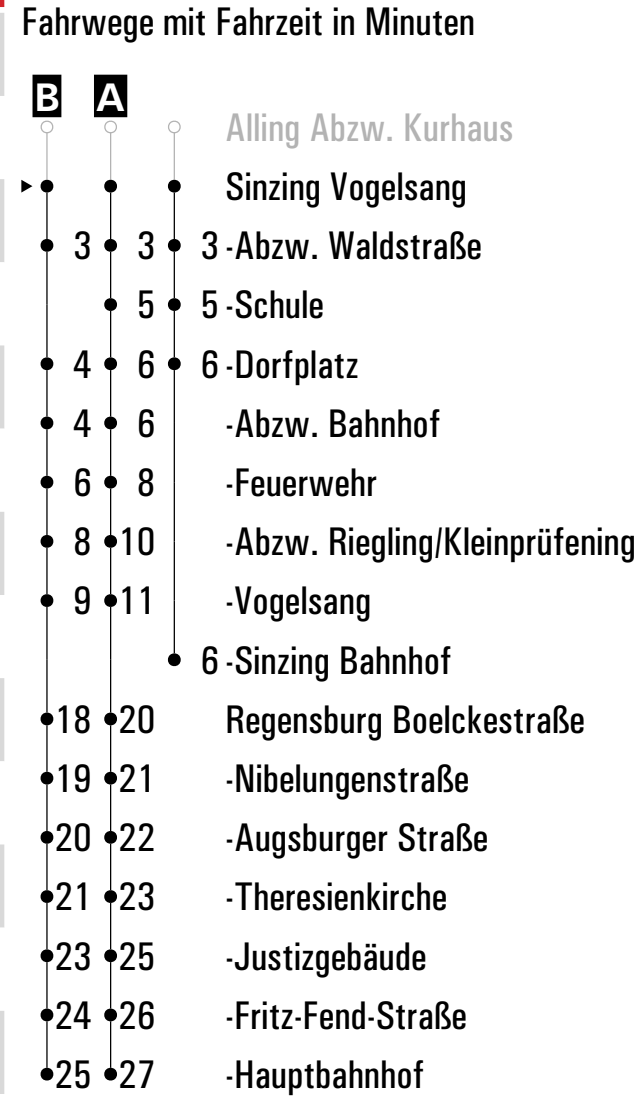 Fahrwege mit Fahrzeit in Minuten
B A
Alling Abzw. Kurhaus
Sinzing Vogelsang
3 3 3 -Abzw. Waldstraße
5 5 -Schule
4 6 6 -Dorfplatz
4 6 -Abzw. Bahnhof
6 8 -Feuerwehr
8 10 -Abzw. Riegling/Kleinprüfening
9 11 -Vogelsang
6 -Sinzing Bahnhof
18 20 Regensburg Boelckestraße
19 21 -Nibelungenstraße
20 22 -Augsburger Straße
21 23 -Theresienkirche
23 25 -Justizgebäude
24 26 -Fritz-Fend-Straße
25 27 -Hauptbahnhof